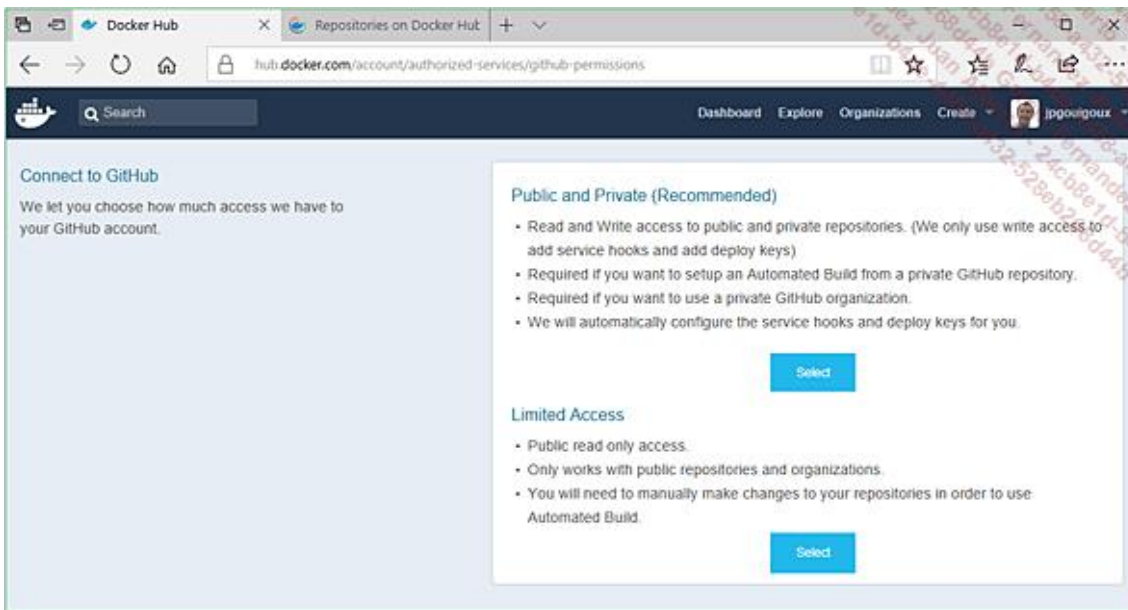 Docker Hub
Repositories on Docker Hub
hub.docker.com/account/authorized-services/github-permissions
Search
Dashboard Explore Organizations Create jpgouigoux
Connect to GitHub
We let you choose how much access we have to
your GitHub account.
Public and Private (Recommended)
• Read and Write access to public and private repositories. (We only use write access to
add service hooks and add deploy keys)
• Required if you want to setup an Automated Build from a private GitHub repository.
• Required if you want to use a private GitHub organization.
• We will automatically configure the service hooks and deploy keys for you.
Select
Limited Access
• Public read only access.
• Only works with public repositories and organizations.
• You will need to manually make changes to your repositories in order to use
Automated Build.
Select